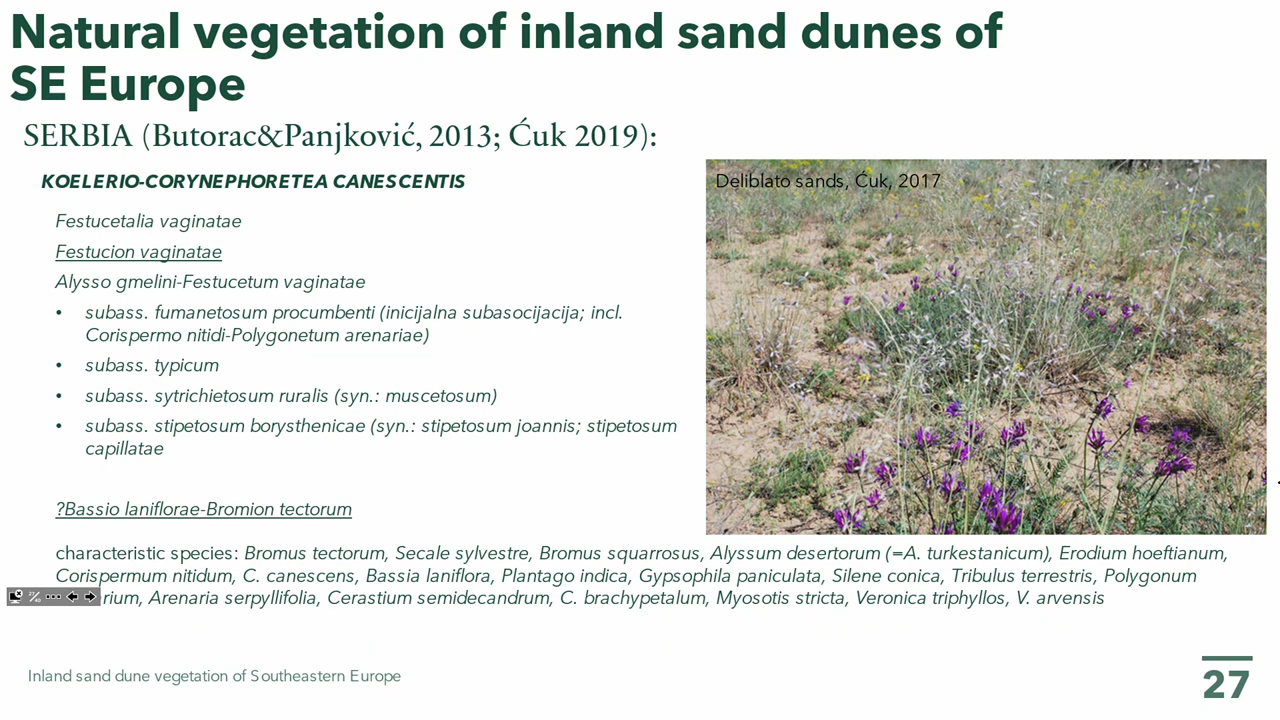 Natural vegetation of inland sand dunes of
SE Europe
SERBIA (Butorac&Panjković, 2013; Ćuk 2019):
KOELERIO-CORYNEPHORETEA CANESCENTIS
Deliblato sands, Ćuk, 2017
Festucetalia vaginatae
Festucion vaginatae
Alysso gmelini-Festucetum vaginatae
• subass. fumanetosum procumbenti (inicijalna subasocijacija; incl.
Corispermo nitidi-Polygonetum arenariae)
• subass. typicum
• subass. sytrichietosum ruralis (syn.: muscetosum)
• subass. stipetosum borysthenicae (syn.: stipetosum joannis; stipetosum
capillatae
?Bassio laniflorae-Bromion tectorum
characteristic species: Bromus tectorum, Secale sylvestre, Bromus squarrosus, Alyssum desertorum (=A. turkestanicum), Erodium hoeftianum,
Corispermum nitidum, C. canescens, Bassia laniflora, Plantago indica, Gypsophila paniculata, Silene conica, Tribulus terrestris, Polygonum
rium, Arenaria serpyllifolia, Cerastium semidecandrum, C. brachypetalum, Myosotis stricta, Veronica triphyllos, V. arvensis
Inland sand dune vegetation of Southeastern Europe
27